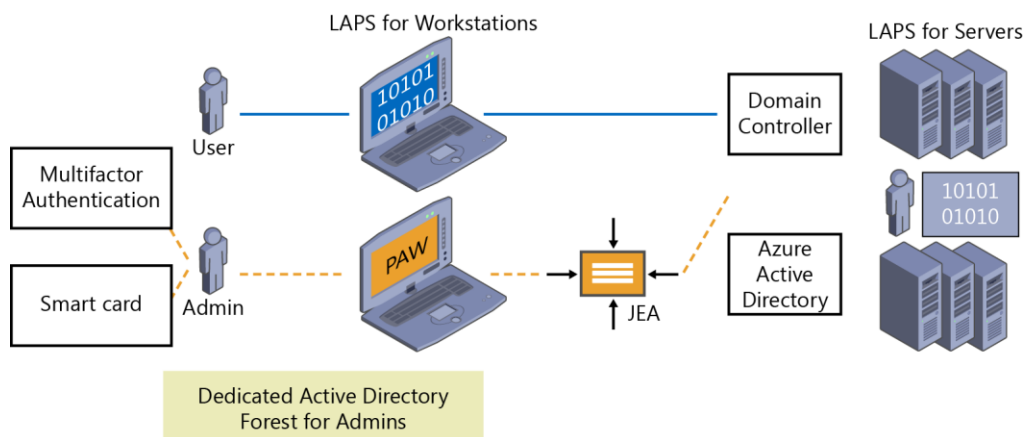 LAPS for Workstations
LAPS for Servers
10101
01010
User
Domain
Controller
Multifactor
Authentication
10101
01010
PAW
Smart card
Admin
JEA
Azure
Active
Directory
Dedicated Active Directory
Forest for Admins